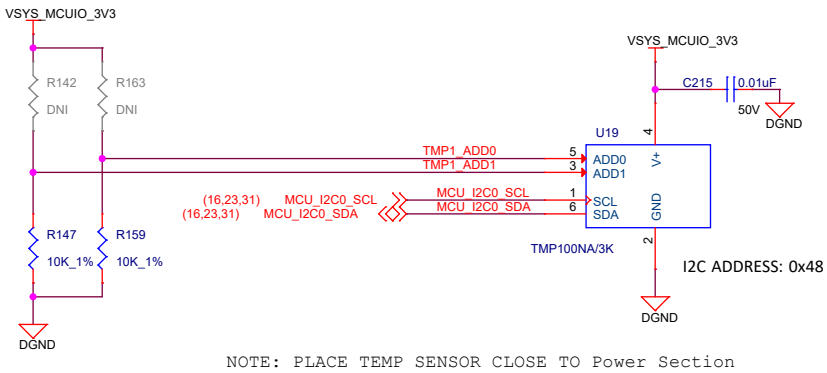 VSYS_MCUIO_3V3
VSYS_MCUIO_3V3
R142
R163
DNI
DNI
C215
0.01uF
50V
DGND
U19
4
TMP1_ADD0
5
ADD0
V+
TMP1_ADD1
3
ADD1
(16,23,31)
MCU_I2C0_SCL
MCU_I2C0_SCL
1
SCL
(16,23,31)
MCU_I2C0_SDA
MCU_I2C0_SDA
6
SDA
GND
R147
R159
10K_1%
10K_1%
2
TMP100NA/3K
I2C ADDRESS: 0x48
DGND
DGND
NOTE: PLACE TEMP SENSOR CLOSE TO Power Section